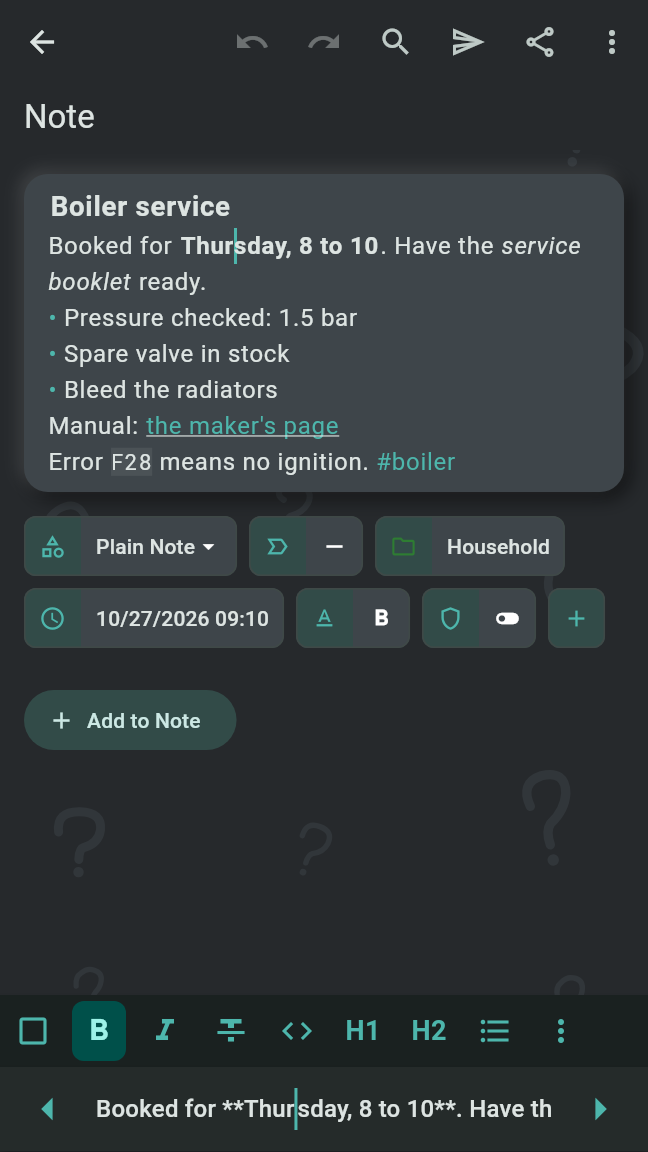 Note
Boiler service
Booked for Thursday, 8 to 10. Have the service
booklet ready.
• Pressure checked: 1.5 bar
• Spare valve in stock
• Bleed the radiators
Manual: the maker's page
Error F28 means no ignition. #boiler
Plain Note
Household
10/27/2026 09:10
A B
+ Add to Note
B I H1 H2
Booked for **Thursday, 8 to 10**. Have th